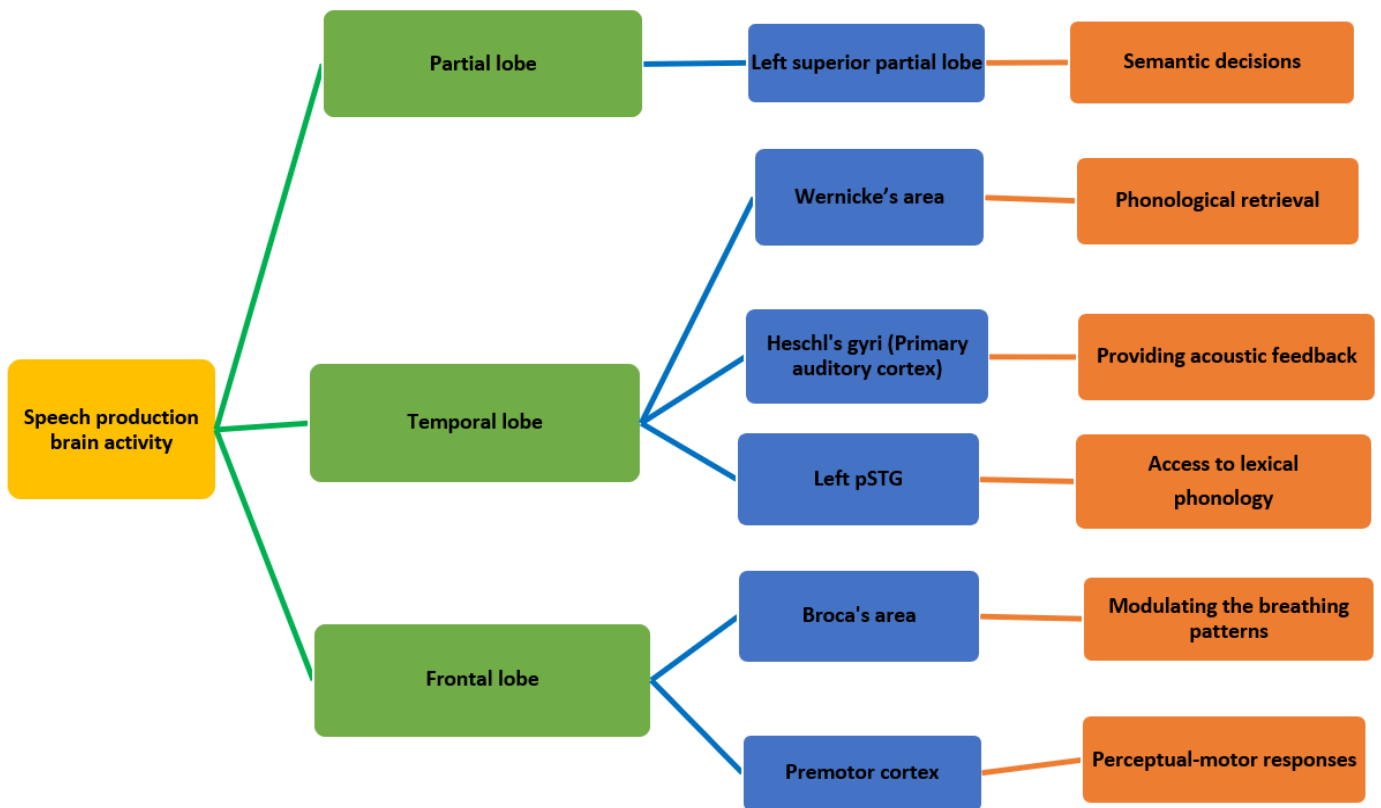 Partial lobe
Left superior partial lobe
Semantic decisions
Wernicke’s area
Phonological retrieval
Heschl's gyri (Primary
auditory cortex)
Providing acoustic feedback
Speech production
brain activity
Temporal lobe
Left pSTG
Access to lexical
phonology
Broca's area
Modulating the breathing
patterns
Frontal lobe
Premotor cortex
Perceptual-motor responses